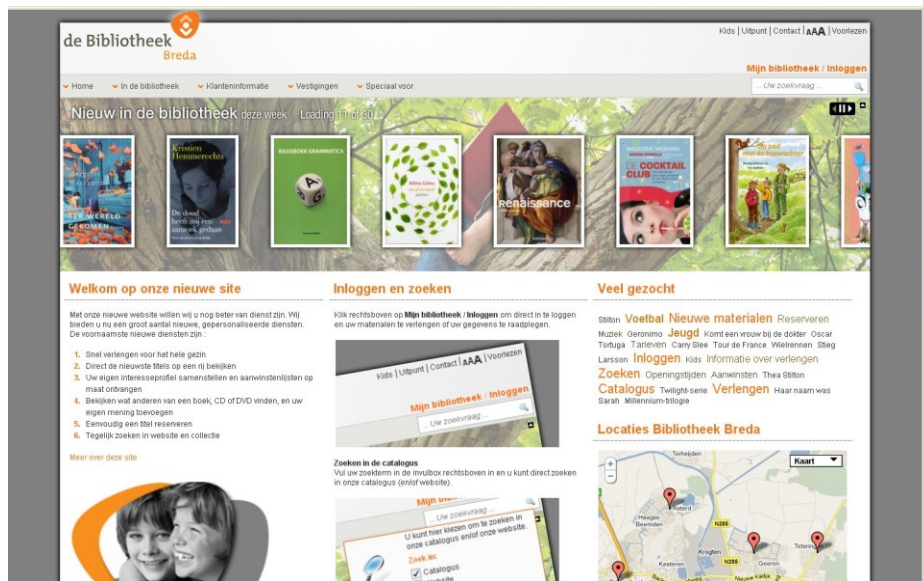 de Bibliotheek
Breda
Kids | Uitpunt | Contact | AAA | Voorlezen
Mijn bibliotheek / Inloggen
Home In de bibliotheek Klanteninformatie Vestigingen Speciaal voor
... Uw zoekvraag ...
Nieuw in de bibliotheek deze week Loading 11 of 30
TER WERELD
GEKOMEN
Kristien
Hemmerechts
De dood
heeft mij een
aanzoek gedaan
BASISBOEK GRAMMATICA
A
G
Renaissance
DE COCKTAIL
CLUB
Op pad
met de boswachter
Welkom op onze nieuwe site
Met onze nieuwe website willen wij u nog beter van dienst zijn. Wij
bieden u nu een groot aantal nieuwe, gepersonaliseerde diensten.
De voornaamste nieuwe diensten zijn :
1. Snel verlengen voor het hele gezin
2. Direct de nieuwste titels op een rij bekijken
3. Uw eigen interesseprofiel samenstellen en aanwinstenlijsten op
maat ontvangen
4. Bekijken wat anderen van een boek, CD of DVD vinden, en uw
eigen mening toevoegen
5. Eenvoudig een titel reserveren
6. Tegelijk zoeken in website en collectie
Meer over deze site
Inloggen en zoeken
Klik rechtsboven op Mijn bibliotheek / Inloggen om direct in te loggen
en uw materialen te verlengen of uw gegevens te raadplegen.
Kids | Uitpunt | Contact | AAA | Voorlezen
Mijn bibliotheek / Inloggen
... Uw zoekvraag ...
Zoeken in de catalogus
Vul uw zoekterm in de invulbox rechtsboven in en u kunt direct zoeken
in onze catalogus (en/of website).
... Uw zoekvraag ...
U kunt hier kiezen om te zoeken in
onze catalogus en/of onze website.
Zoek in:
Catalogus
Website
Veel gezocht
Stilton Voetbal Nieuwe materialen Reserveren
Muziek Geronimo Jeugd Komt een vrouw bij de dokter Oscar
Tortuga Tarieven Carry Slee Tour de France Wielrennen Stieg
Larsson Inloggen Kids Informatie over verlengen
Zoeken Openingstijden Aanwinsten Thea Stilton
Catalogus Twilight-serie Verlengen Haar naam was
Sarah Millennium-trilogie
Locaties Bibliotheek Breda
Kaart
Terheijden
Asterd
Haagse
Beemden
N285
Krogten
Teteringen
Kesteren
N285
Geeren